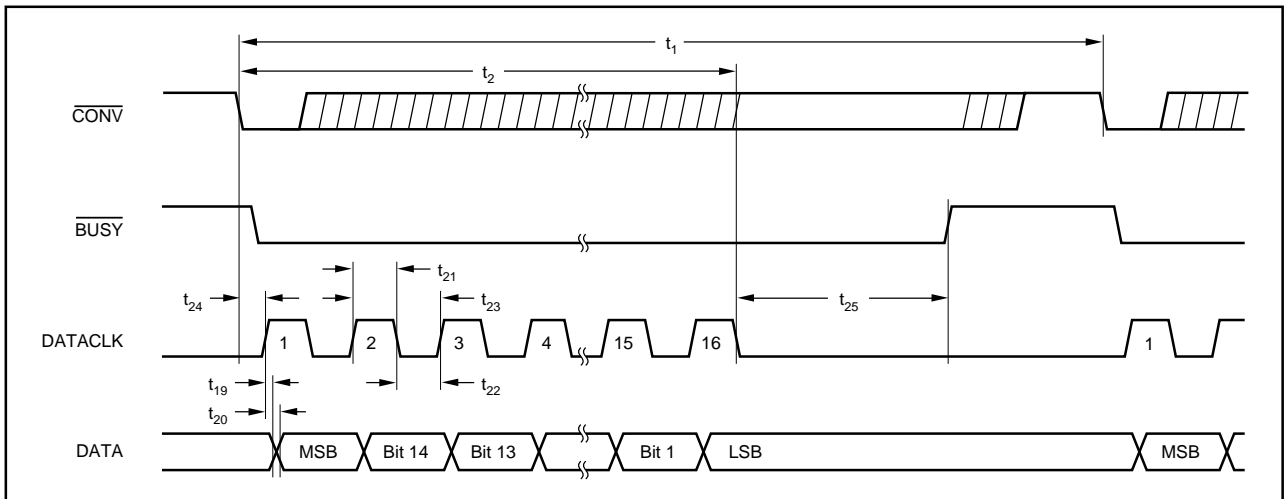 t1
t2
CONV
BUSY
t21
t24 t23 t25
DATACLK 1 2 3 4 15 16 1
t19 t22
t20
DATA MSB Bit 14 Bit 13 Bit 1 LSB MSB